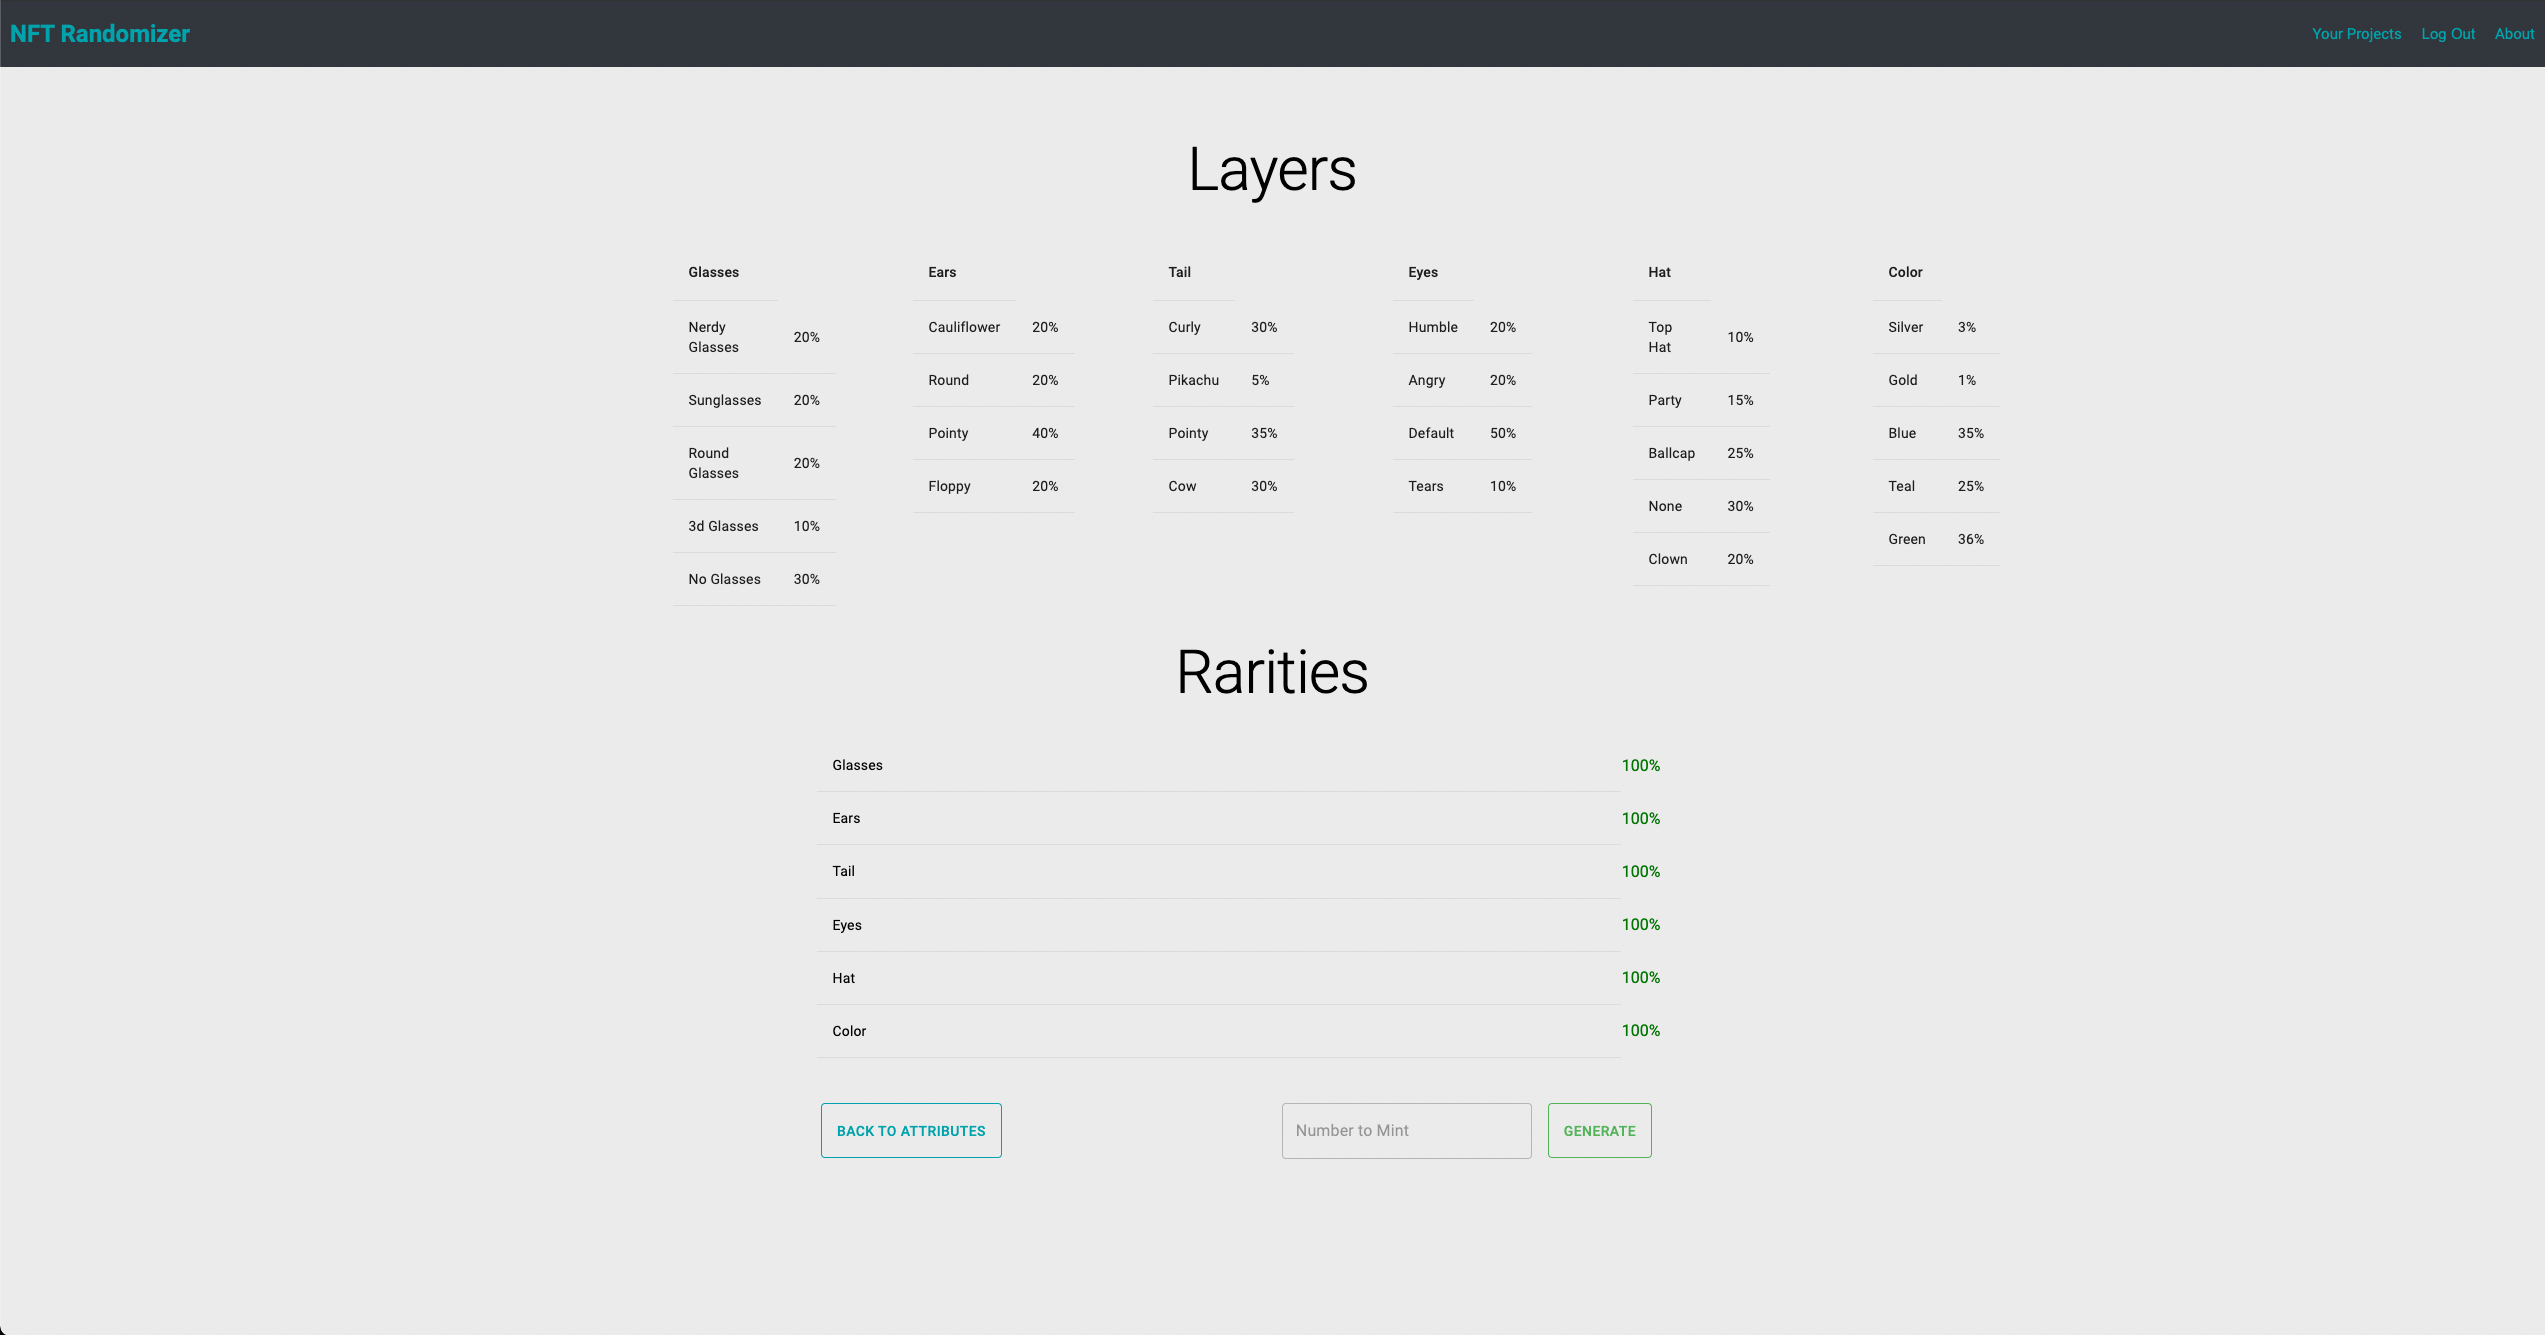 NFT Randomizer
Your Projects Log Out About
Layers
Glasses
Nerdy Glasses 20%
Sunglasses 20%
Round Glasses 20%
3d Glasses 10%
No Glasses 30%
Ears
Cauliflower 20%
Round 20%
Pointy 40%
Floppy 20%
Tail
Curly 30%
Pikachu 5%
Pointy 35%
Cow 30%
Eyes
Humble 20%
Angry 20%
Default 50%
Tears 10%
Hat
Top Hat 10%
Party 15%
Ballcap 25%
None 30%
Clown 20%
Color
Silver 3%
Gold 1%
Blue 35%
Teal 25%
Green 36%
Rarities
Glasses 100%
Ears 100%
Tail 100%
Eyes 100%
Hat 100%
Color 100%
BACK TO ATTRIBUTES
Number to Mint
GENERATE